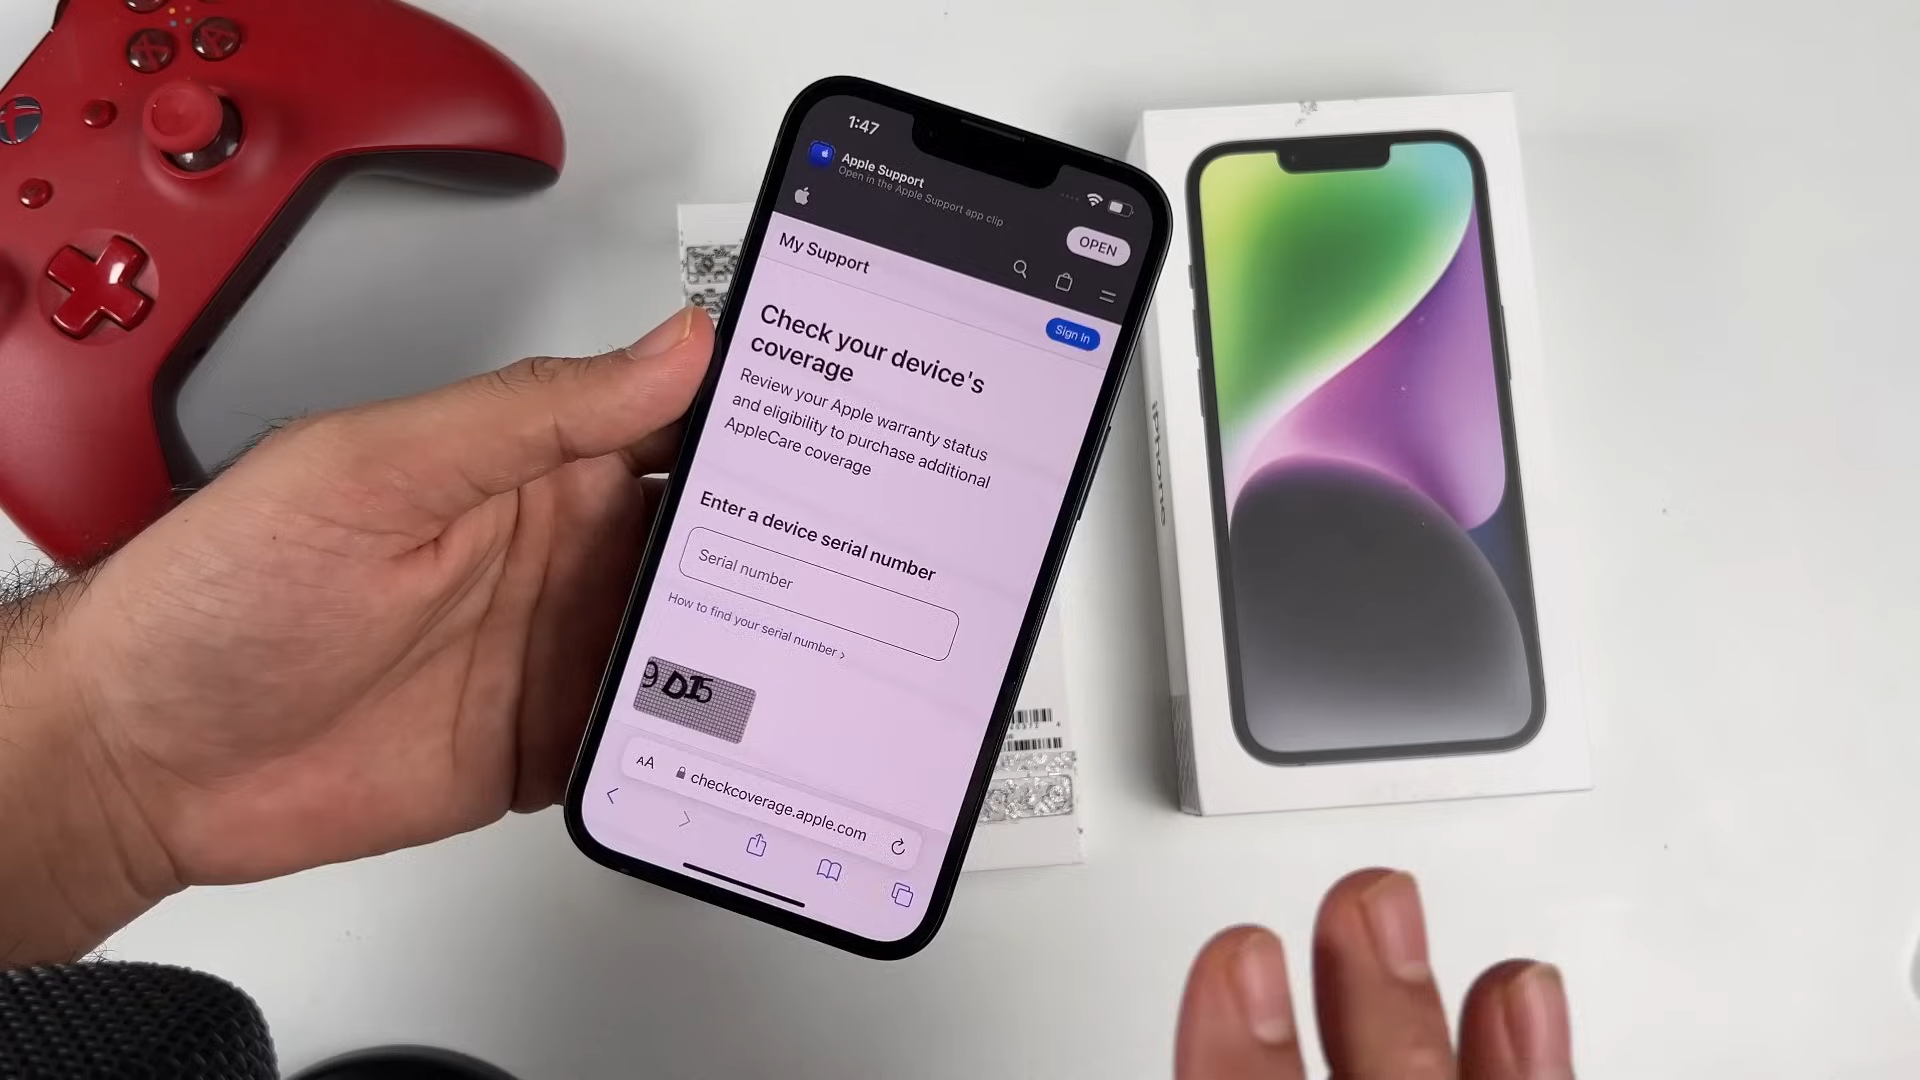 1:47
Apple Support
Open in the Apple Support app clip
OPEN
My Support
Sign In
Check your device's
coverage
Review your Apple warranty status
and eligibility to purchase additional
AppleCare coverage
Enter a device serial number
Serial number
How to find your serial number ›
9 DI5
AA
checkcoverage.apple.com
iPhone
X
A